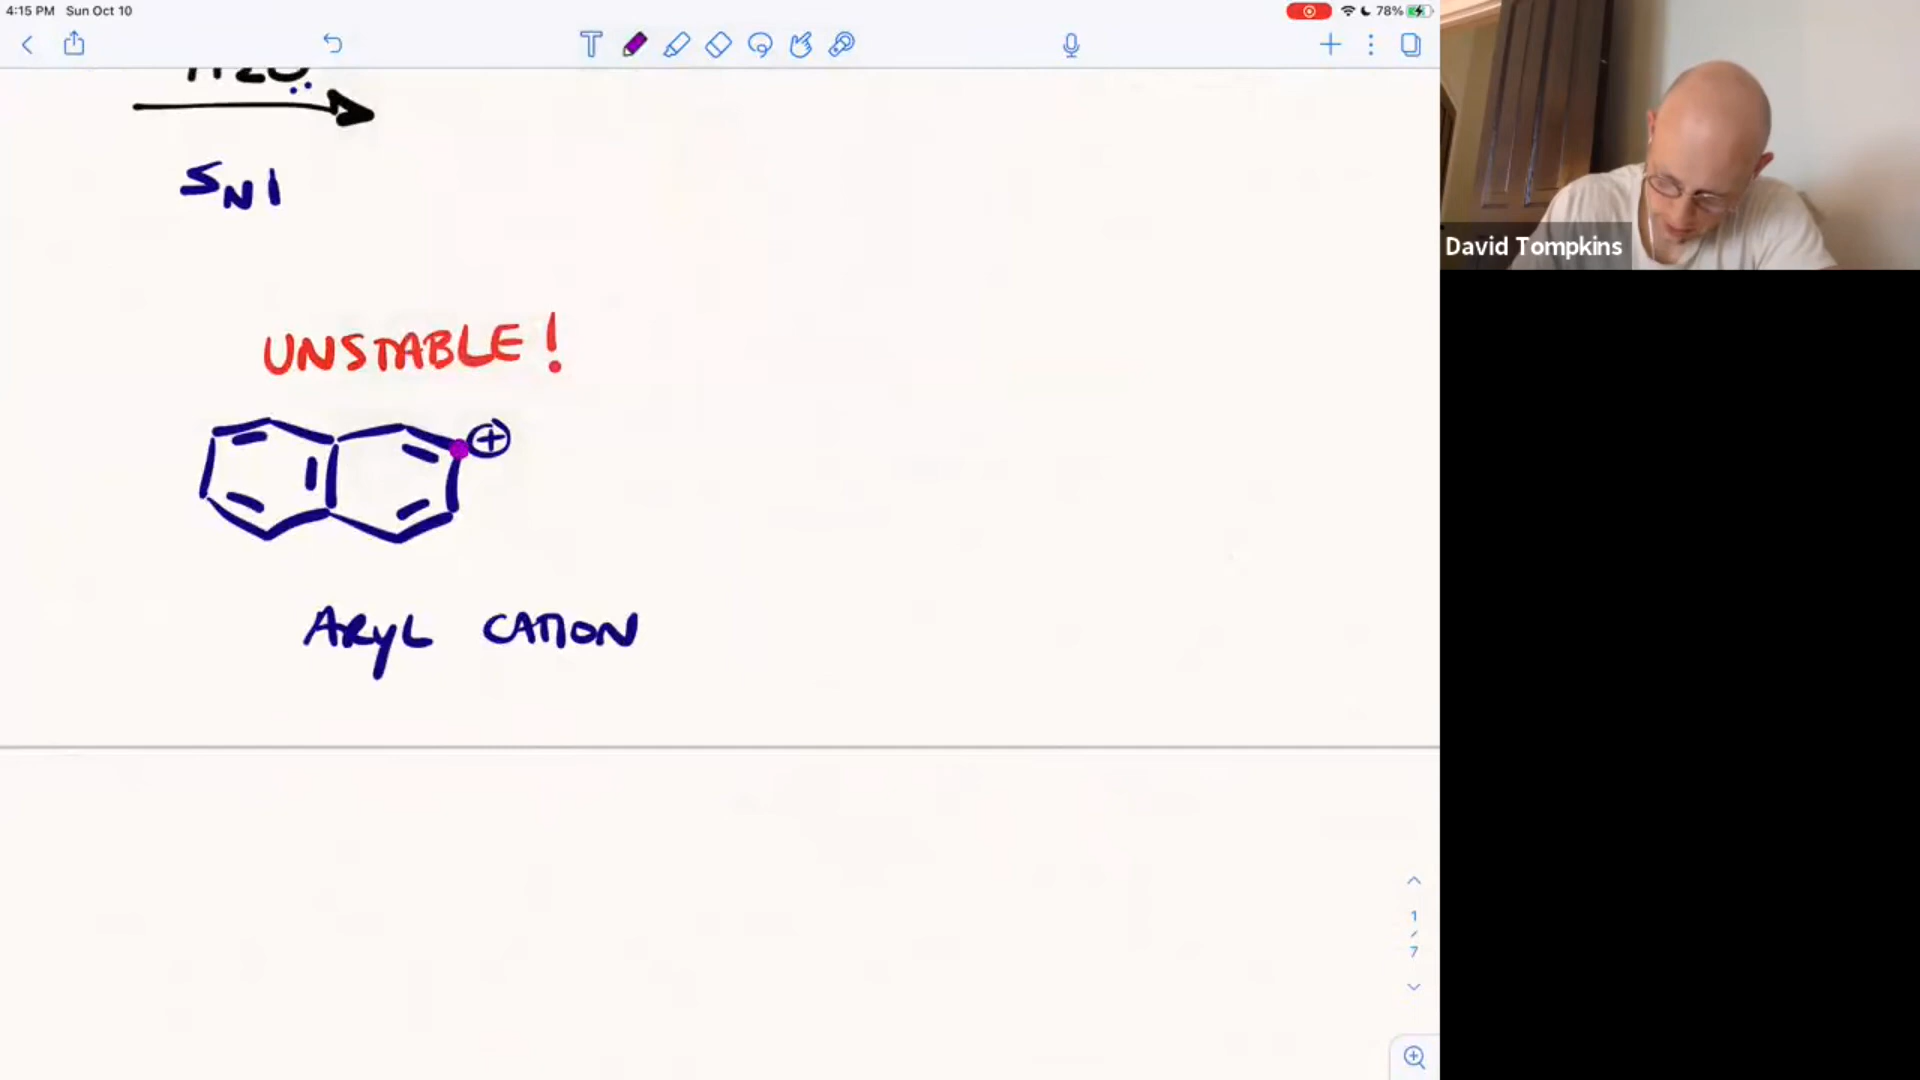 4:15 PM Sun Oct 10
78%
T
SN1
UNSTABLE!
+
ARYL CATION
David Tompkins
1
/
7